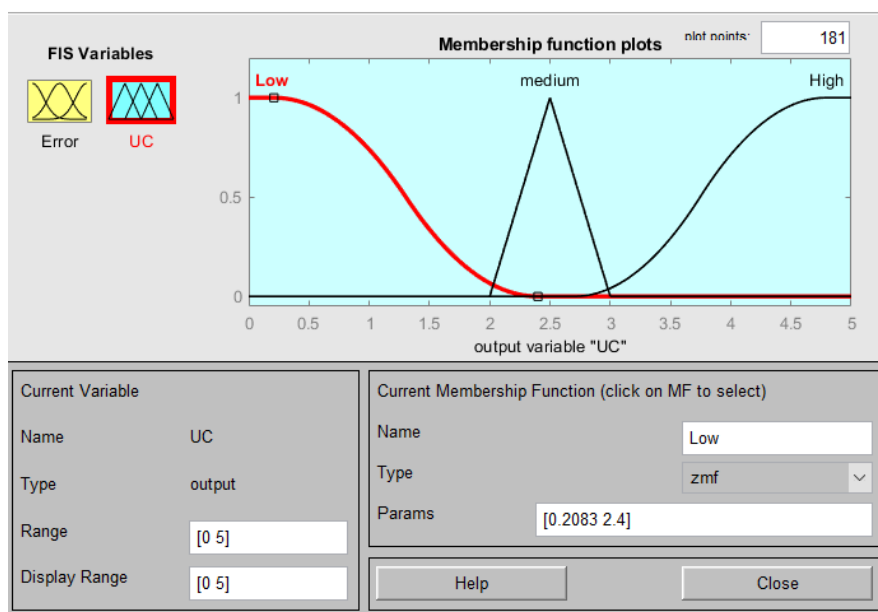 FIS Variables
Error
UC
Membership function plots
plot points:
181
Low
medium
High
1
0.5
0
0
0.5
1
1.5
2
2.5
3
3.5
4
4.5
5
output variable "UC"
Current Variable
Name
UC
Type
output
Range
[0 5]
Display Range
[0 5]
Current Membership Function (click on MF to select)
Name
Low
Type
zmf
Params
[0.2083 2.4]
Help
Close